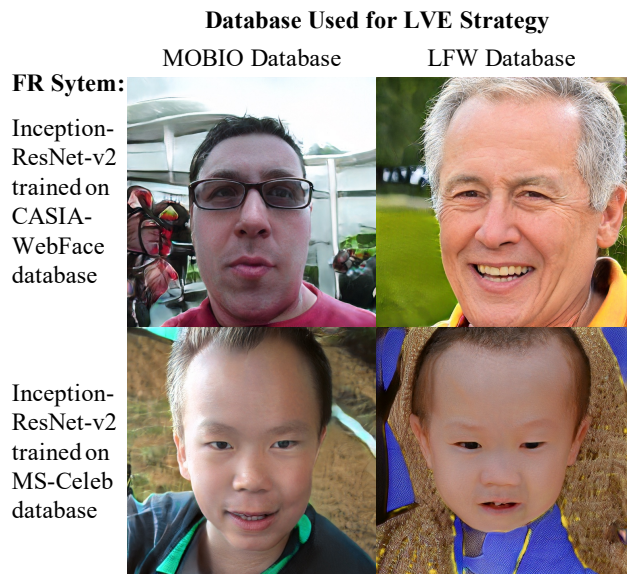 Database Used for LVE Strategy
MOBIO Database
LFW Database
FR Sytem:
Inception-
ResNet-v2
trained on
CASIA-
WebFace
database
Inception-
ResNet-v2
trained on
MS-Celeb
database